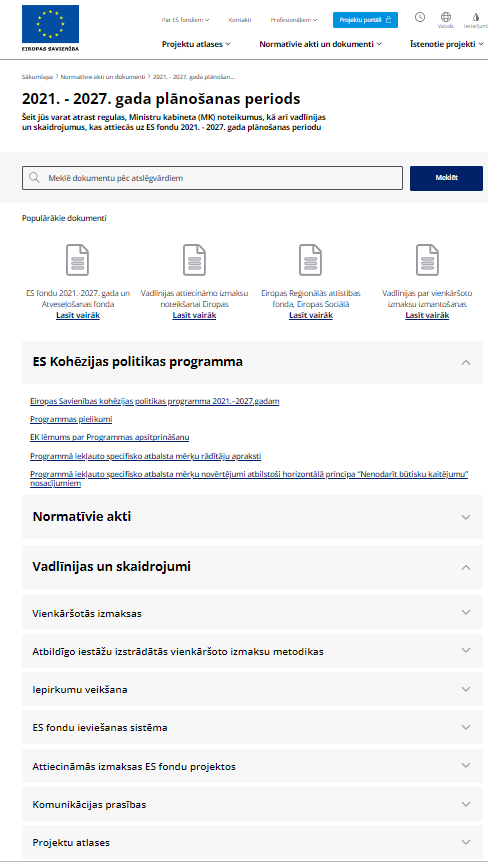 Par ES fondiem
Kontakti
Profesionāļiem
Projektu portāls
Valoda
Iestatījumi
EIROPAS SAVIENĪBA
Projektu atlases
Normatīvie akti un dokumenti
Īstenotie projekti
Sākumlapa > Normatīvie akti un dokumenti > 2021. - 2027. gada plānošan...
2021. - 2027. gada plānošanas periods
Šeit jūs varat atrast regulas, Ministru kabineta (MK) noteikumus, kā arī vadlīnijas
un skaidrojumus, kas attiecās uz ES fondu 2021. - 2027. gada plānošanas periodu
Meklē dokumentu pēc atslēgvārdiem
Meklēt
Populārākie dokumenti
ES fondu 2021.-2027. gada un
Atveseļošanas fonda
Lasīt vairāk
Vadlīnijas attiecināmo izmaksu
noteikšanai Eiropas
Lasīt vairāk
Eiropas Reģionālās attīstības
fonda, Eiropas Sociālā
Lasīt vairāk
Vadlīnijas par vienkāršoto
izmaksu izmantošanas
Lasīt vairāk
ES Kohēzijas politikas programma
Eiropas Savienības kohēzijas politikas programma 2021.–2027.gadam
Programmas pielikumi
EK lēmums par Programmas apstiprināšanu
Programmā iekļauto specifisko atbalsta mērķu rādītāju apraksti
Programmā iekļauto specifisko atbalsta mērķu novērtējumi atbilstoši horizontālā principa “Nenodarīt būtisku kaitējumu”
nosacījumiem
Normatīvie akti
Vadlīnijas un skaidrojumi
Vienkāršotās izmaksas
Atbildīgo iestāžu izstrādātās vienkāršoto izmaksu metodikas
Iepirkumu veikšana
ES fondu ieviešanas sistēma
Attiecināmās izmaksas ES fondu projektos
Komunikācijas prasības
Projektu atlases